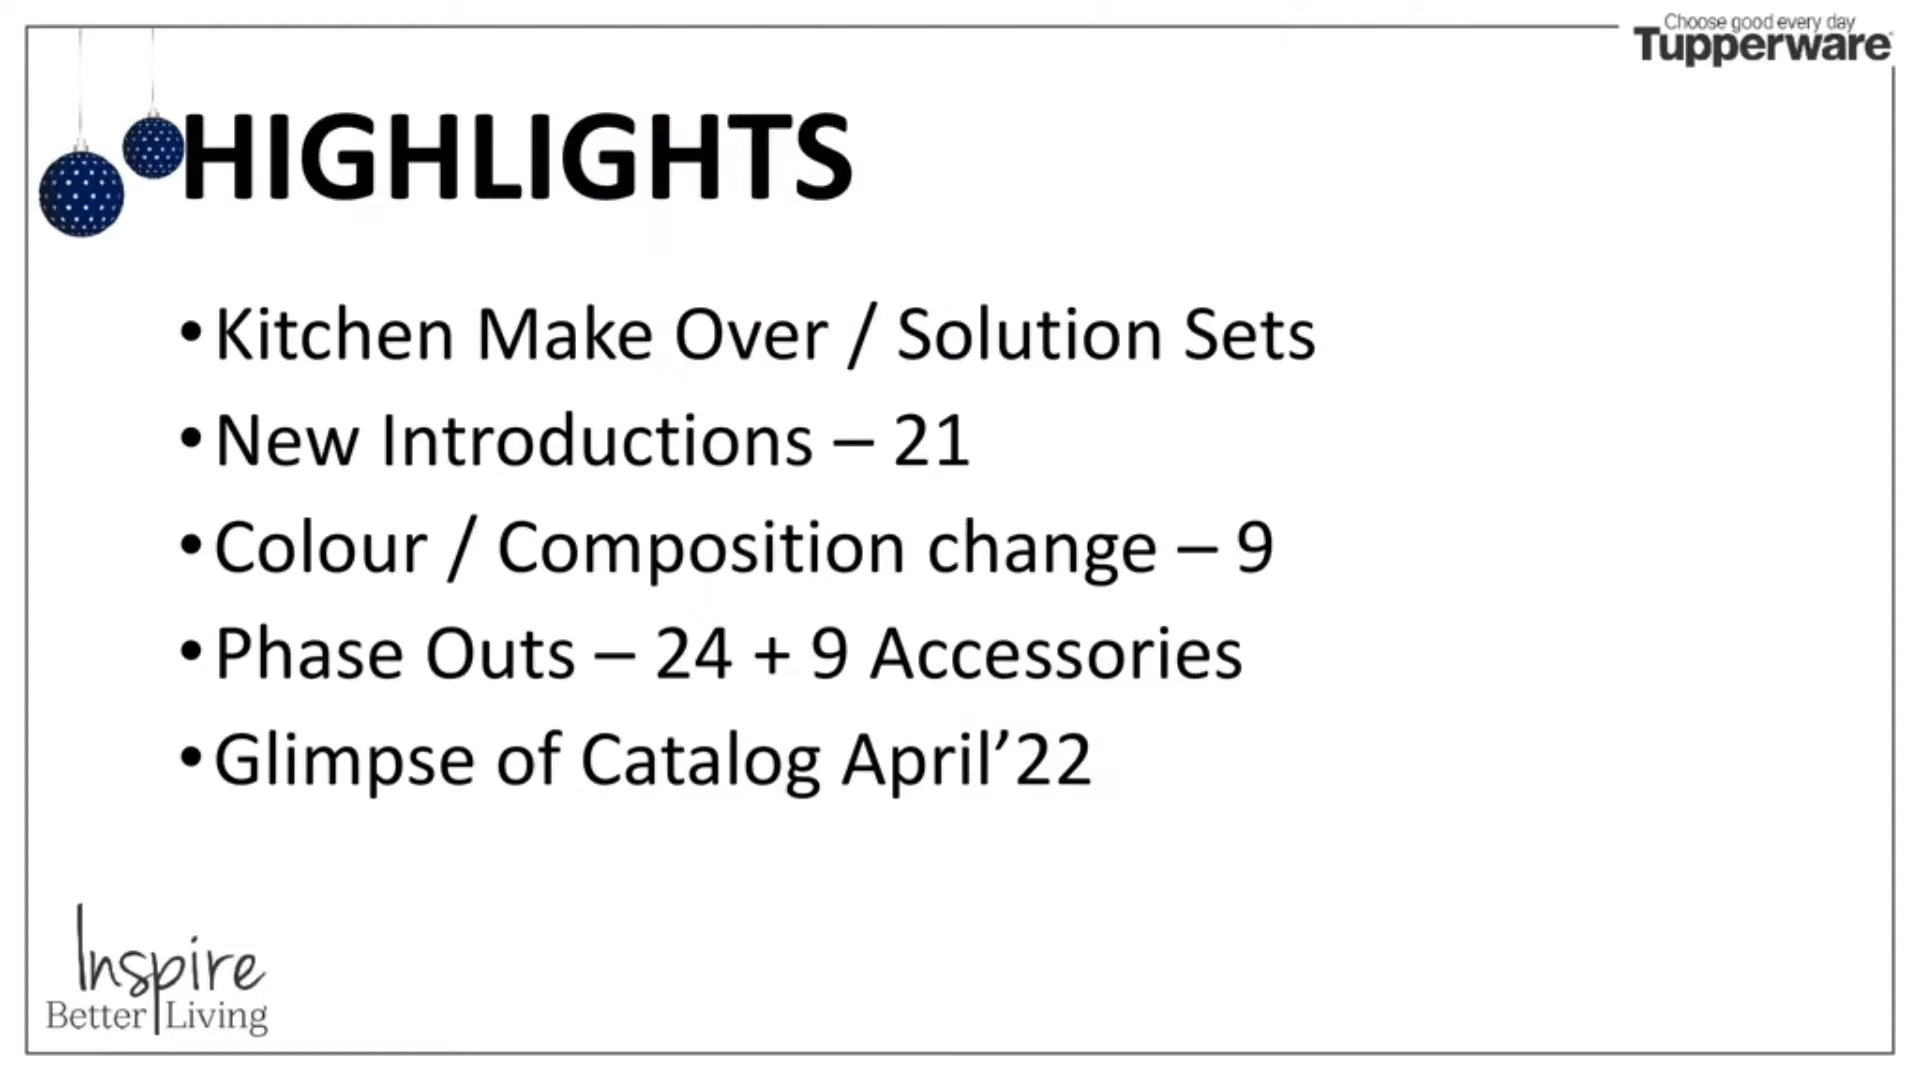 Choose good every day
Tupperware
HIGHLIGHTS
•Kitchen Make Over / Solution Sets
•New Introductions – 21
•Colour / Composition change – 9
•Phase Outs – 24 + 9 Accessories
•Glimpse of Catalog April’22
Inspire
Better Living